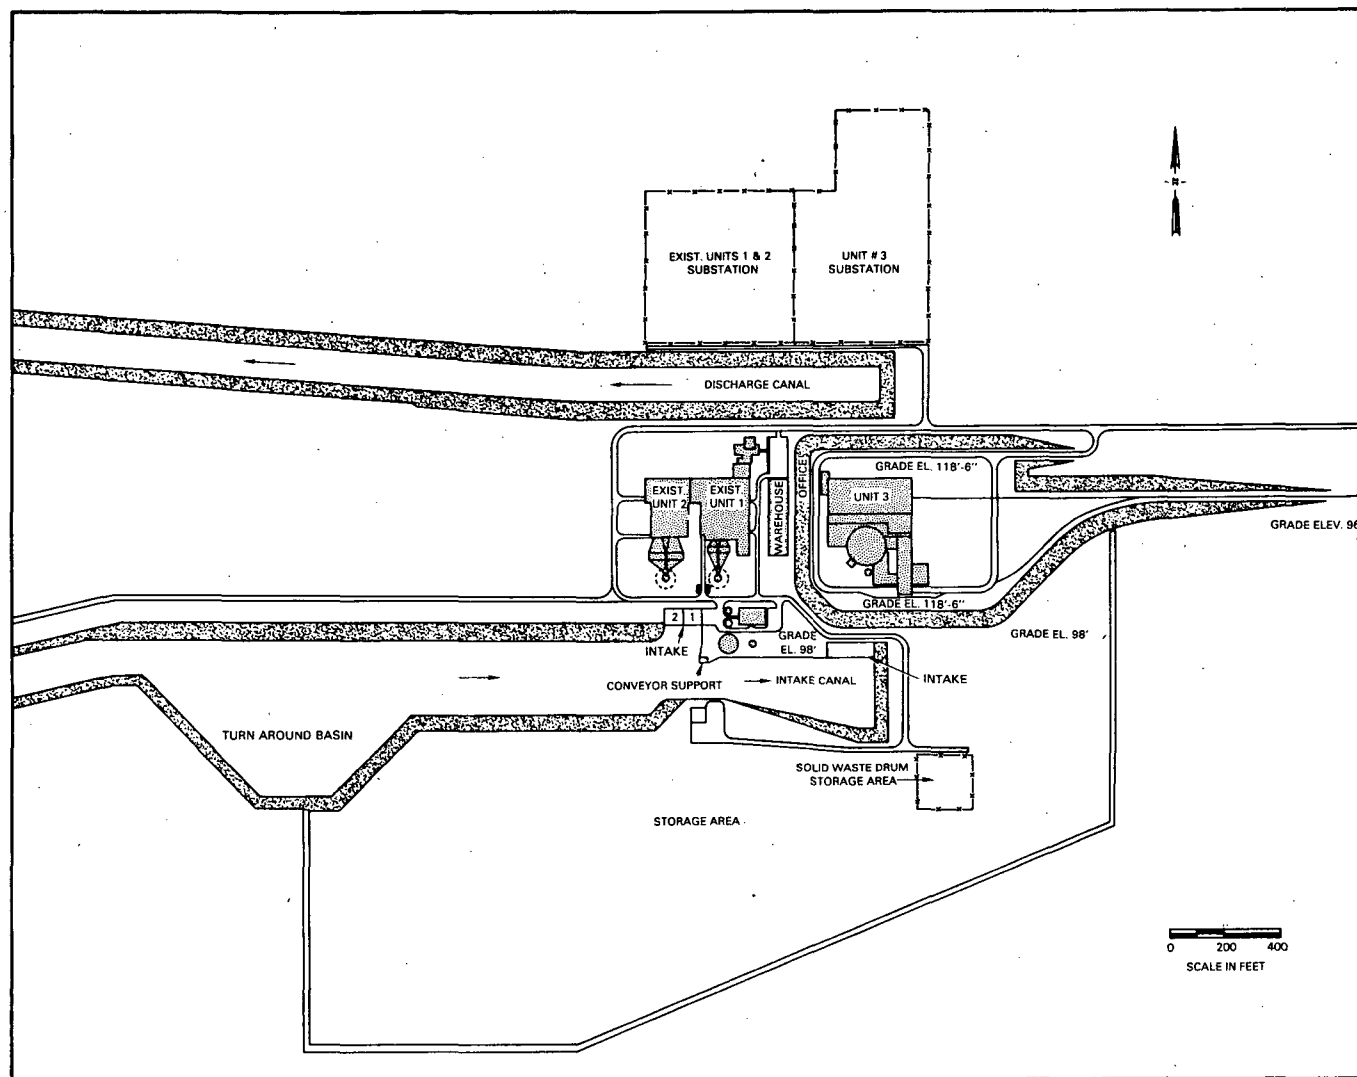 EXIST. UNITS 1 & 2
SUBSTATION
UNIT # 3
SUBSTATION
DISCHARGE CANAL
OFFICE
GRADE EL. 118'-6"
EXIST.
UNIT 2
EXIST.
UNIT 1
WAREHOUSE
UNIT 3
GRADE ELEV. 96
GRADE EL. 118'-6"
2 1
GRADE
EL. 98'
GRADE EL. 98'
INTAKE
CONVEYOR SUPPORT
INTAKE CANAL
INTAKE
TURN AROUND BASIN
SOLID WASTE DRUM
STORAGE AREA
STORAGE AREA
0 200 400
SCALE IN FEET